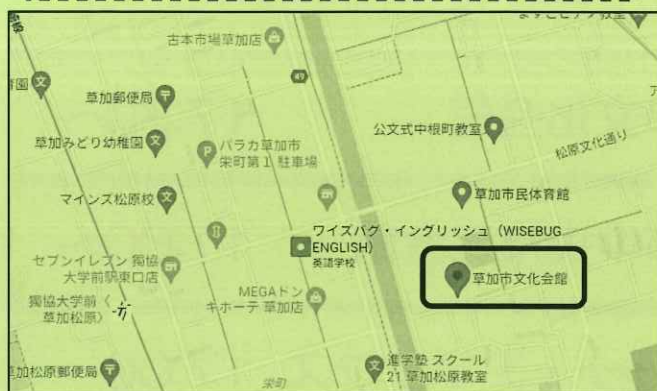 古本市場草加店
49
育園
草加郵便局
草加みどり幼稚園
パラカ草加市
栄町第1 駐車場
公文式中根町教室
松原文化通り
マインズ松原校
草加市民体育館
ワイズバグ・イングリッシュ（WISEBUG
ENGLISH）
英語学校
セブンイレブン 獨協
大学前駅東口店
草加市文化会館
MEGAドン
キホーテ 草加店
獨協大学前〈
草加松原〉
草加松原郵便局
栄町
進学塾 スクール
21 草加松原教室